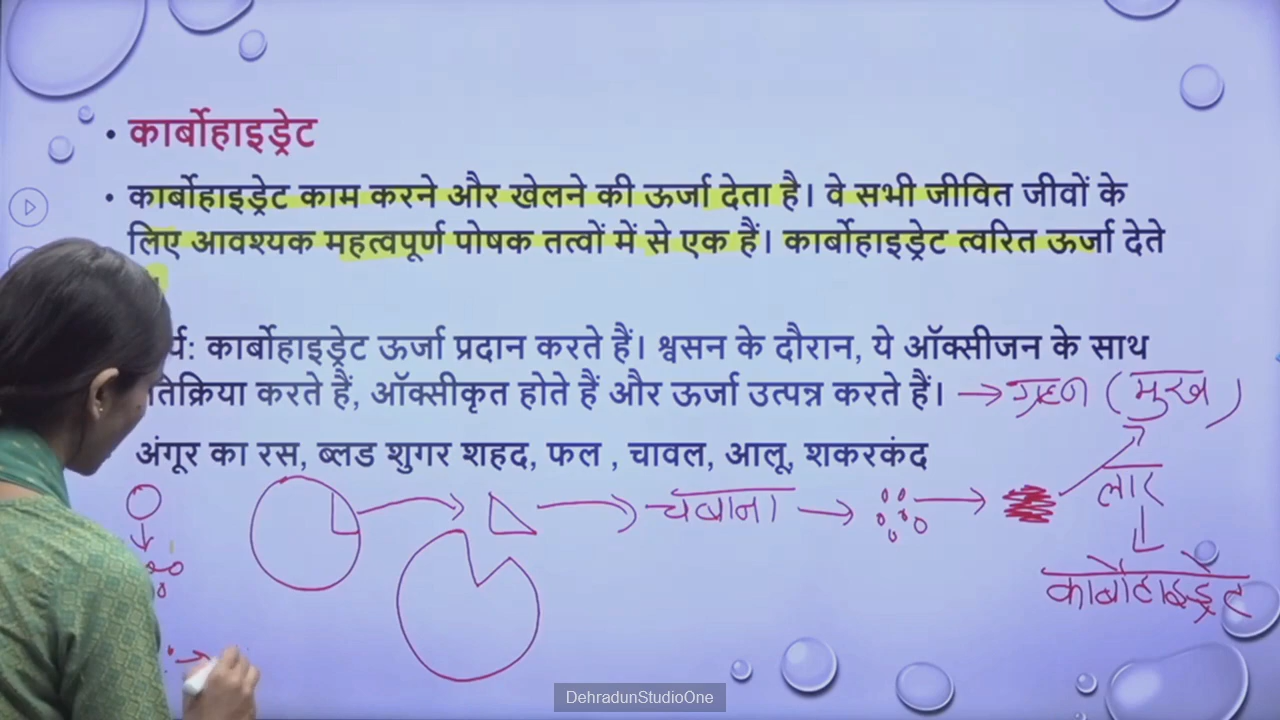 • कार्बोहाइड्रेट
• कार्बोहाइड्रेट काम करने और खेलने की ऊर्जा देता है। वे सभी जीवित जीवों के
लिए आवश्यक महत्वपूर्ण पोषक तत्वों में से एक हैं। कार्बोहाइड्रेट त्वरित ऊर्जा देते
कार्बोहाइड्रेट ऊर्जा प्रदान करते हैं। श्वसन के दौरान, ये ऑक्सीजन के साथ
करते हैं, ऑक्सीकृत होते हैं और ऊर्जा उत्पन्न करते हैं। → ग्रहण (मुख)
अंगूर का रस, ब्लड शुगर शहद, फल , चावल, आलू, शकरकंद
चबाना
लार
कार्बोहाइड्रेट
DehradunStudioOne